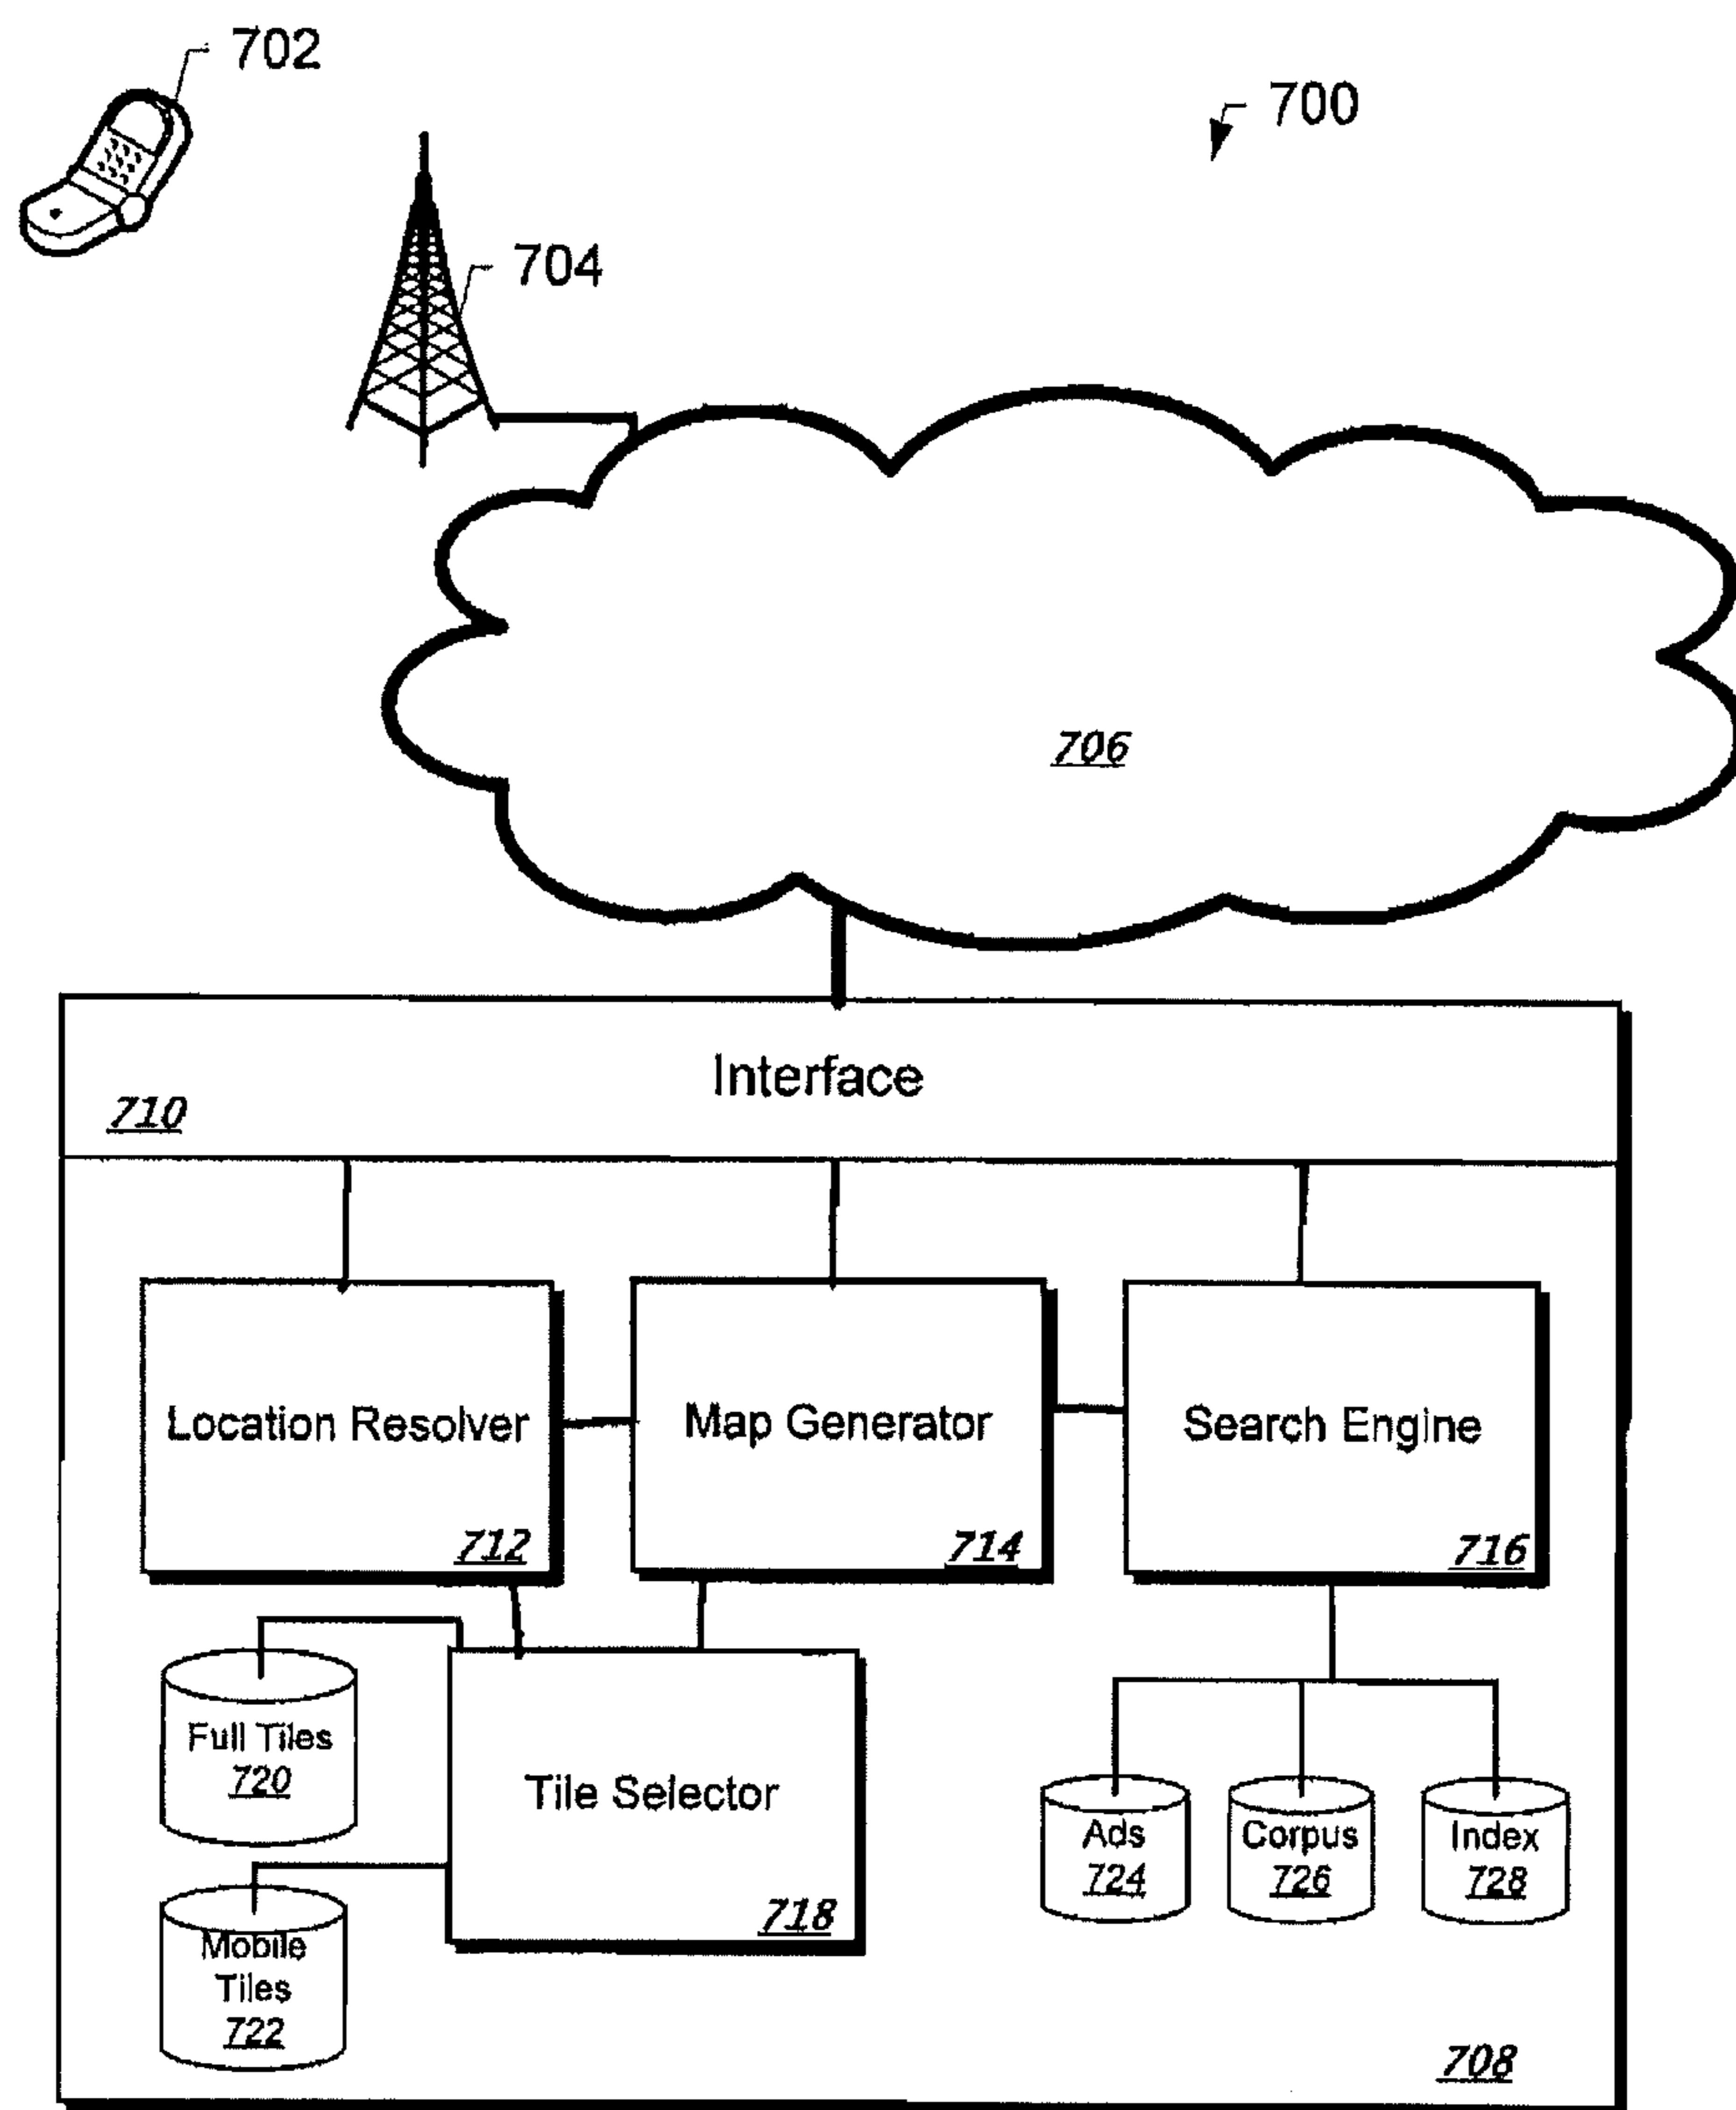 702
700
704
706
Interface
710
Location Resolver
712
Map Generator
714
Search Engine
716
Full Tiles
720
Tile Selector
718
Mobile
Tiles
722
Ads
724
Corpus
726
Index
728
708